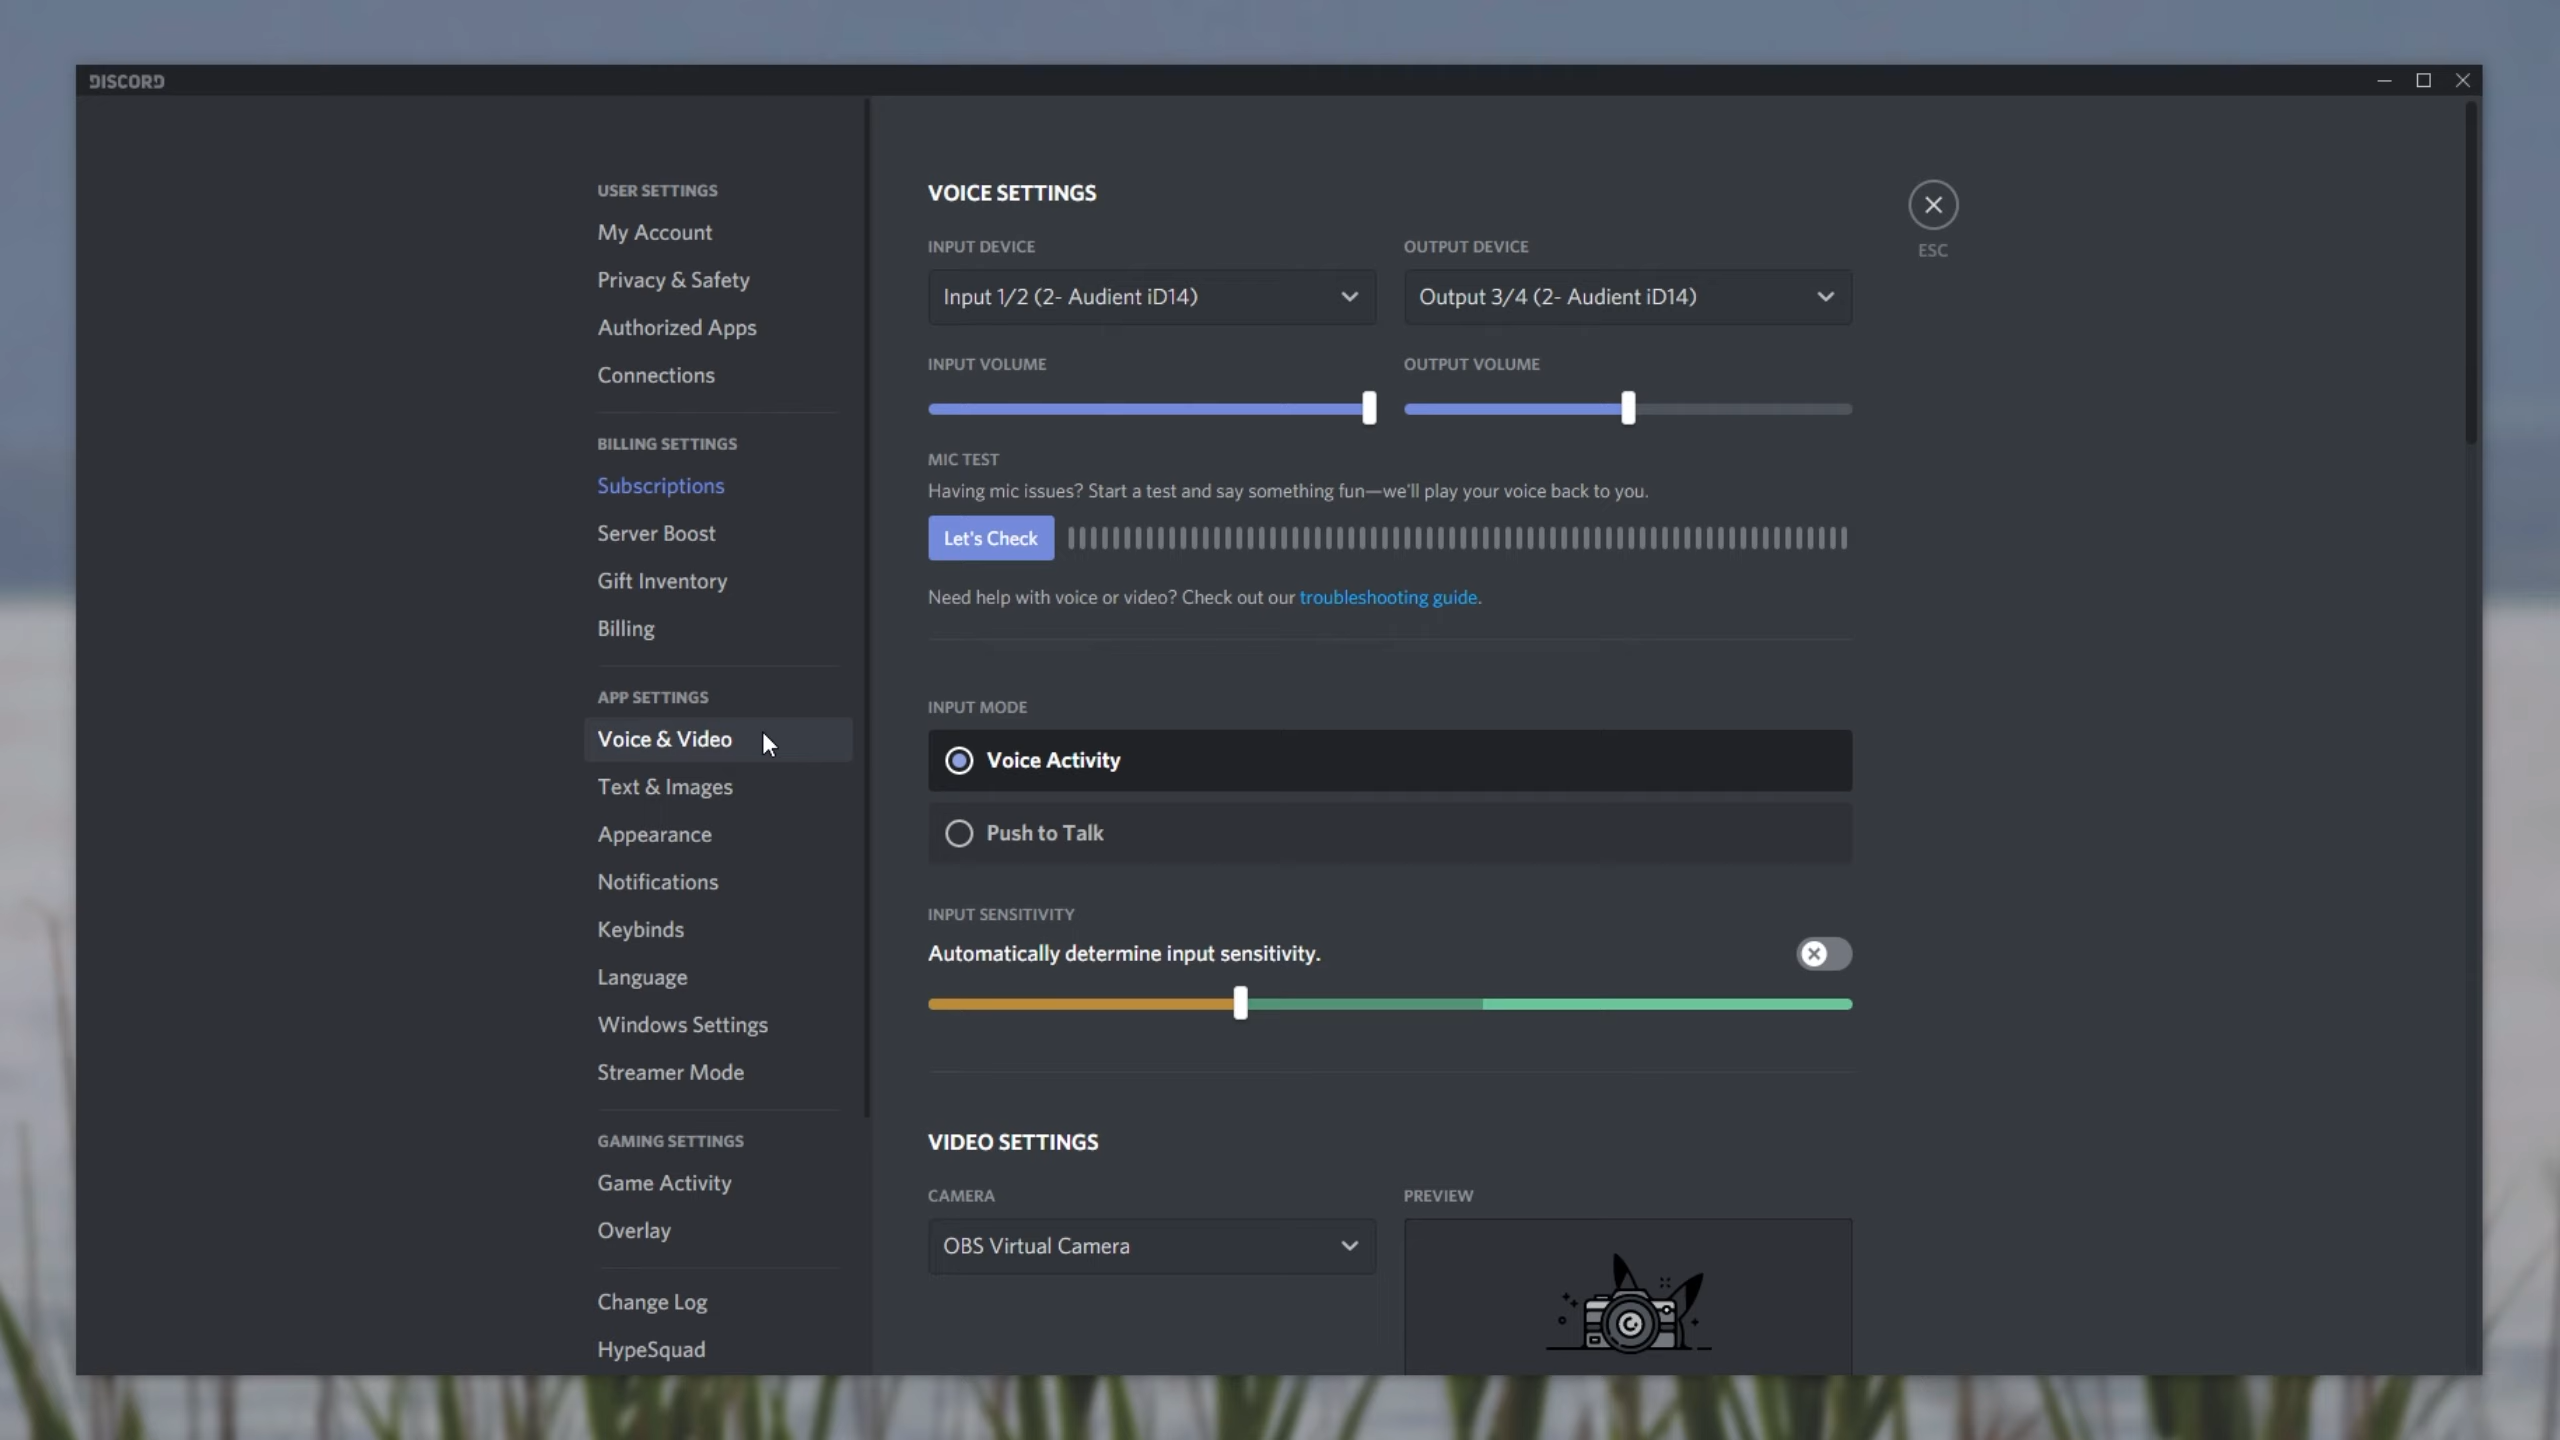 DISCORD
USER SETTINGS
My Account
Privacy & Safety
Authorized Apps
Connections
BILLING SETTINGS
Subscriptions
Server Boost
Gift Inventory
Billing
APP SETTINGS
Voice & Video
Text & Images
Appearance
Notifications
Keybinds
Language
Windows Settings
Streamer Mode
GAMING SETTINGS
Game Activity
Overlay
Change Log
HypeSquad
VOICE SETTINGS
ESC
INPUT DEVICE
OUTPUT DEVICE
Input 1/2 (2- Audient iD14)
Output 3/4 (2- Audient iD14)
INPUT VOLUME
OUTPUT VOLUME
MIC TEST
Having mic issues? Start a test and say something fun—we'll play your voice back to you.
Let's Check
Need help with voice or video? Check out our troubleshooting guide.
INPUT MODE
Voice Activity
Push to Talk
INPUT SENSITIVITY
Automatically determine input sensitivity.
VIDEO SETTINGS
CAMERA
PREVIEW
OBS Virtual Camera